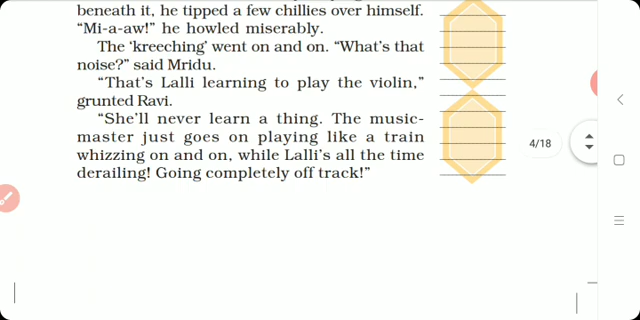 beneath it, he tipped a few chillies over himself.
“Mi-a-aw!” he howled miserably.
The ‘kreeching’ went on and on. “What’s that
noise?” said Mridu.
“That’s Lalli learning to play the violin,”
grunted Ravi.
“She’ll never learn a thing. The music-
master just goes on playing like a train
whizzing on and on, while Lalli’s all the time
derailing! Going completely off track!”
4/18